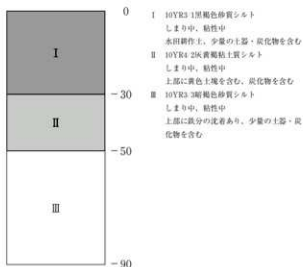 0
Ⅰ
-30
Ⅱ
-50
Ⅲ
-90
Ⅰ 10YR3/1黒褐色砂質シルト
しまり中、粘性中
水田耕作土、少量の土器・炭化物を含む
Ⅱ 10YR4/2灰黄褐粘土質シルト
しまり中、粘性中
上部に黄色土塊を含む、炭化物を含む
Ⅲ 10YR3/3暗褐色砂質シルト
しまり中、粘性中
上部に鉄分の沈着あり、少量の土器・炭
化物を含む